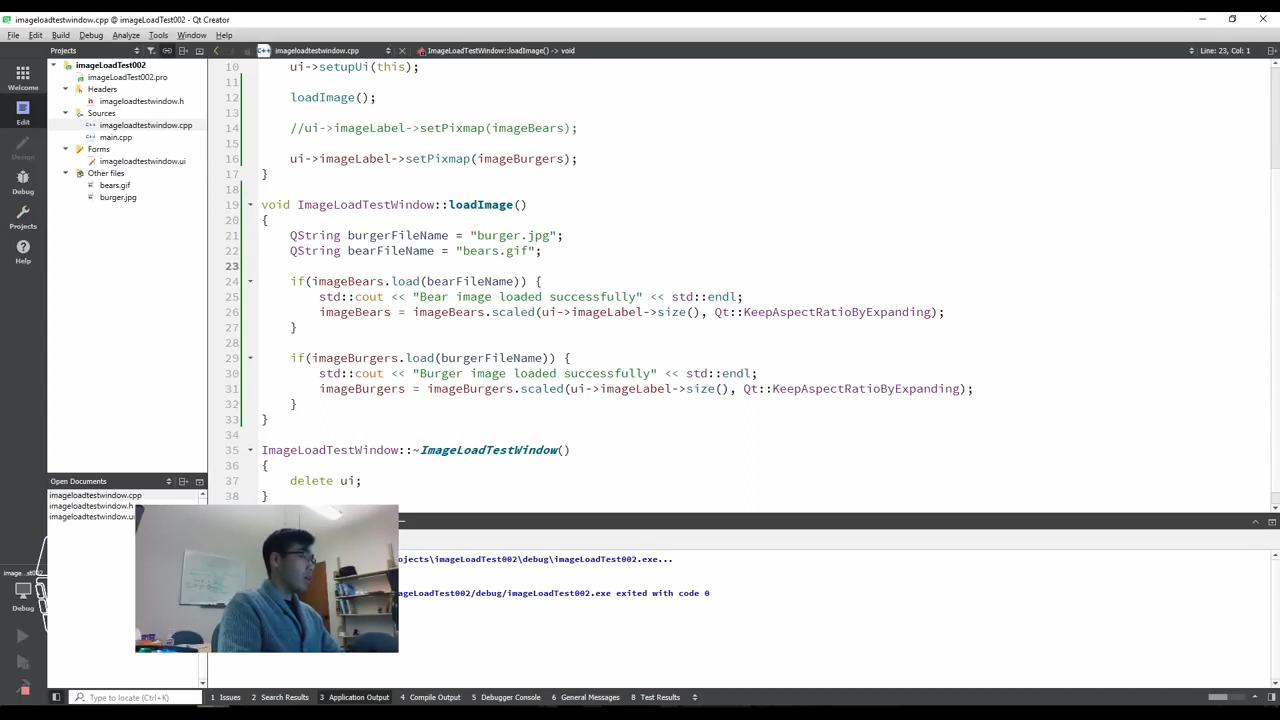 imageloadtestwindow.cpp @ imageLoadTest002 - Qt Creator
File Edit Build Debug Analyze Tools Window Help
Projects imageloadtestwindow.cpp ImageLoadTestWindow::loadImage() -> void Line: 23, Col: 1
Welcome
Edit
Design
Debug
Projects
Help
imageLoadTest002
imageLoadTest002.pro
Headers
imageloadtestwindow.h
Sources
imageloadtestwindow.cpp
main.cpp
Forms
imageloadtestwindow.ui
Other files
bears.gif
burger.jpg
10 ui->setupUi(this);
11
12 loadImage();
13
14 //ui->imageLabel->setPixmap(imageBears);
15
16 ui->imageLabel->setPixmap(imageBurgers);
17 }
18
19 void ImageLoadTestWindow::loadImage()
20 {
21 QString burgerFileName = "burger.jpg";
22 QString bearFileName = "bears.gif";
23
24 if(imageBears.load(bearFileName)) {
25 std::cout << "Bear image loaded successfully" << std::endl;
26 imageBears = imageBears.scaled(ui->imageLabel->size(), Qt::KeepAspectRatioByExpanding);
27 }
28
29 if(imageBurgers.load(burgerFileName)) {
30 std::cout << "Burger image loaded successfully" << std::endl;
31 imageBurgers = imageBurgers.scaled(ui->imageLabel->size(), Qt::KeepAspectRatioByExpanding);
32 }
33 }
34
35 ImageLoadTestWindow::~ImageLoadTestWindow()
36 {
37 delete ui;
38 }
Open Documents
imageloadtestwindow.cpp
imageloadtestwindow.h
imageloadtestwindow.ui
ojects\imageLoadTest002\debug\imageLoadTest002.exe...
ageLoadTest002/debug/imageLoadTest002.exe exited with code 0
image...st002
Debug
Type to locate (Ctrl+K) 1 Issues 2 Search Results 3 Application Output 4 Compile Output 5 Debugger Console 6 General Messages 8 Test Results